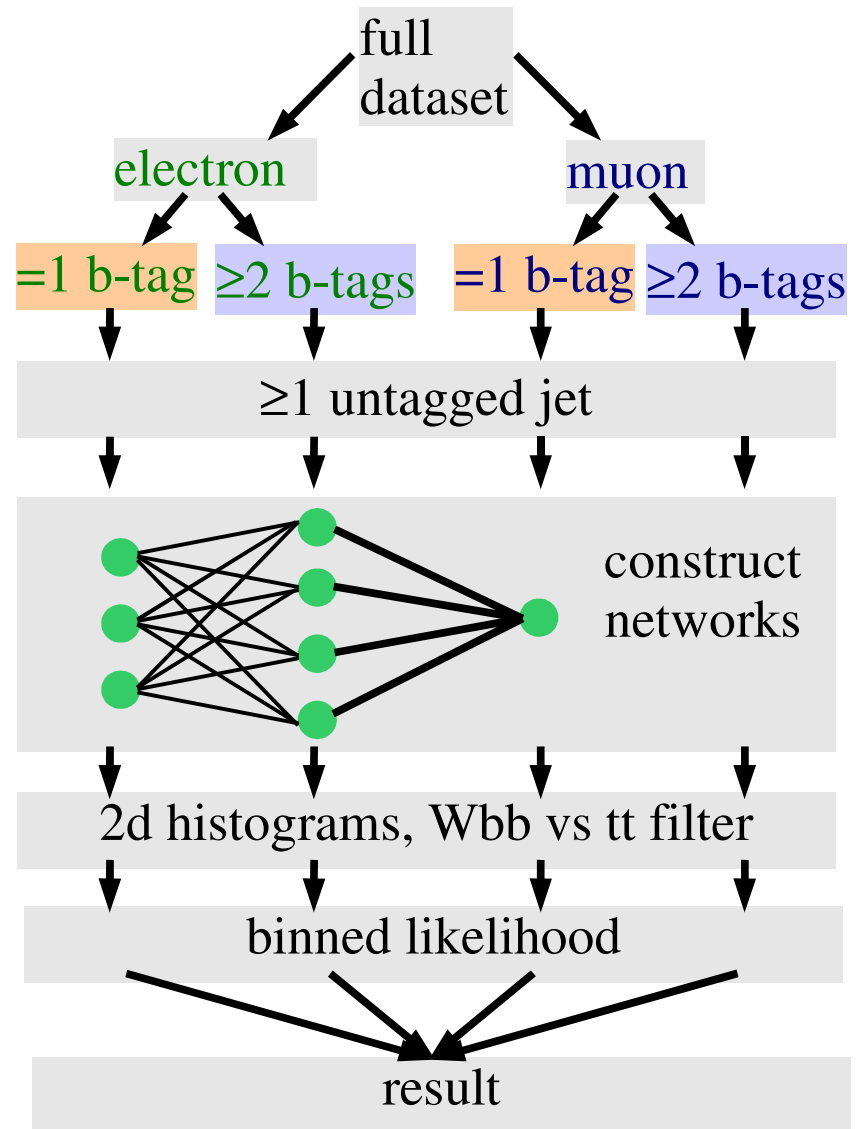 full
dataset
electron
muon
=1 b-tag
≥2 b-tags
=1 b-tag
≥2 b-tags
≥1 untagged jet
construct
networks
2d histograms, Wbb vs tt filter
binned likelihood
result